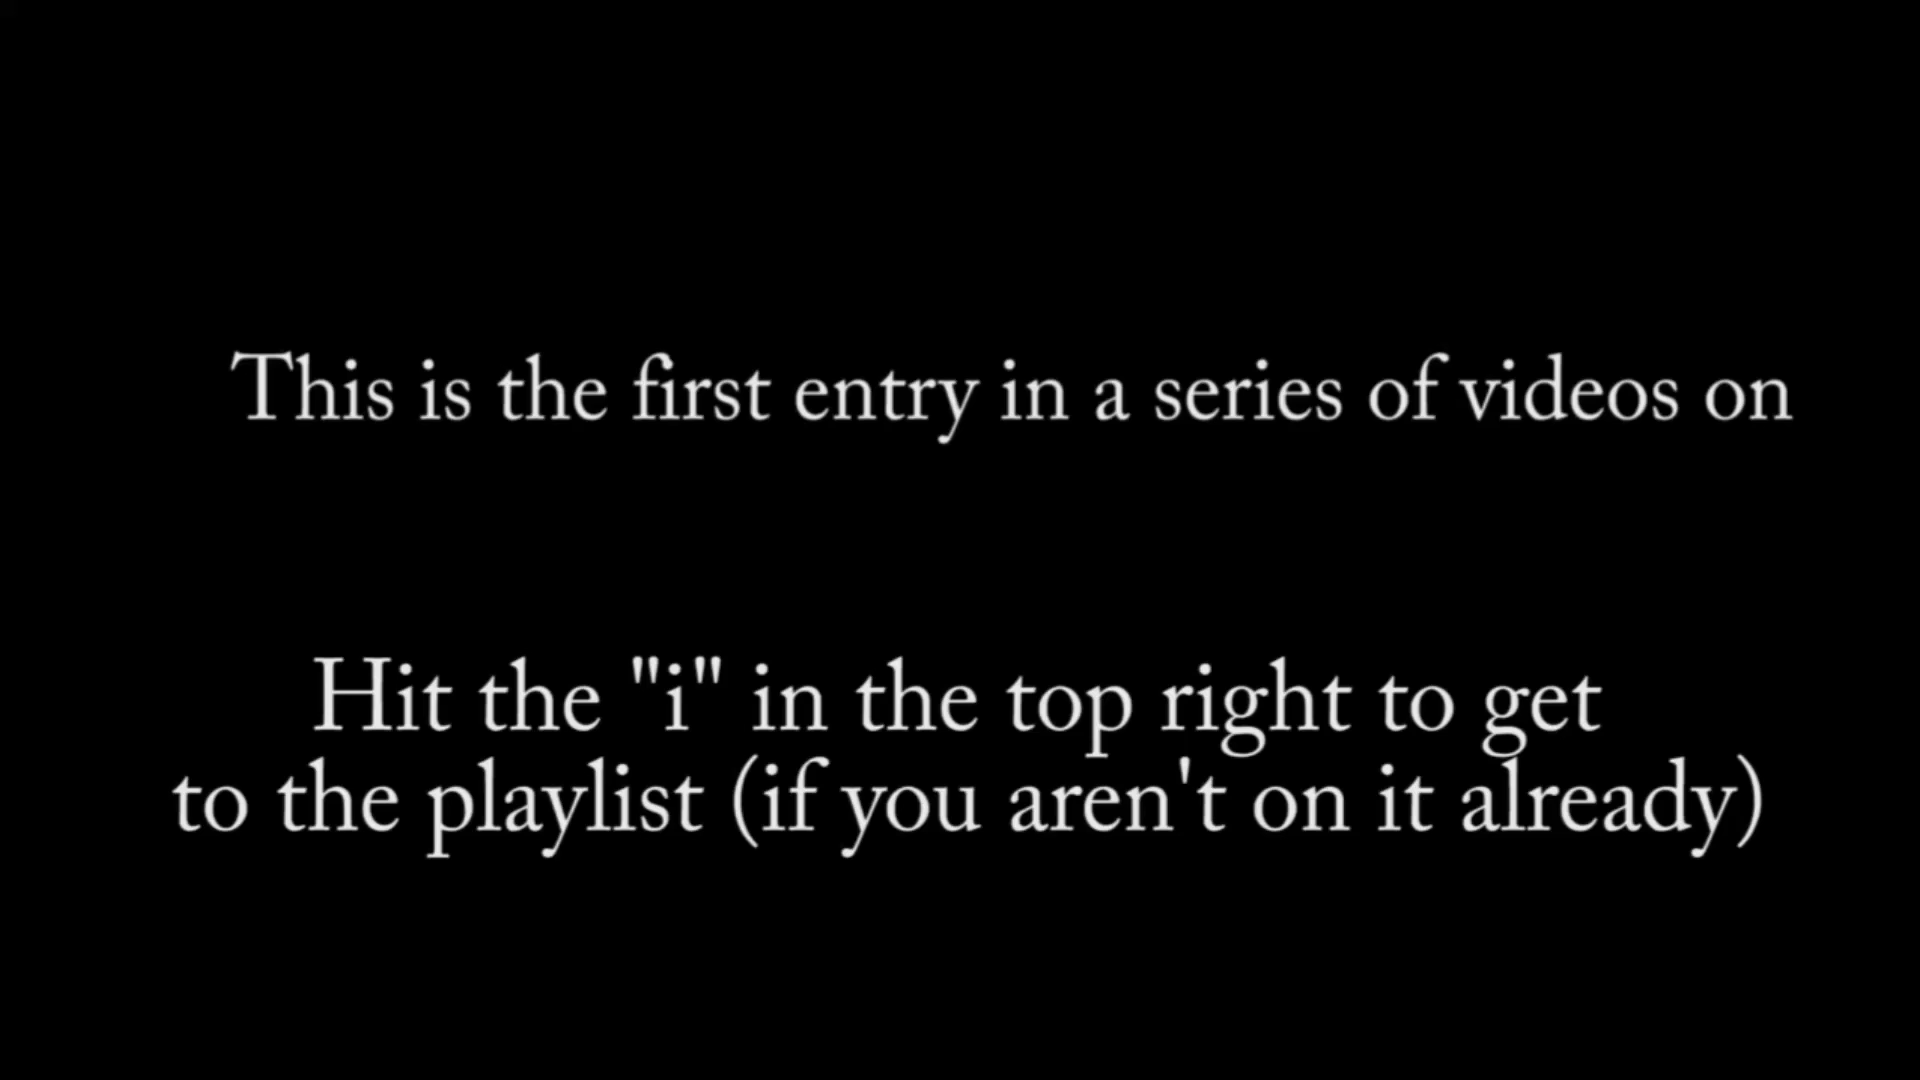 This is the first entry in a series of videos on
Hit the "i" in the top right to get
to the playlist (if you aren't on it already)